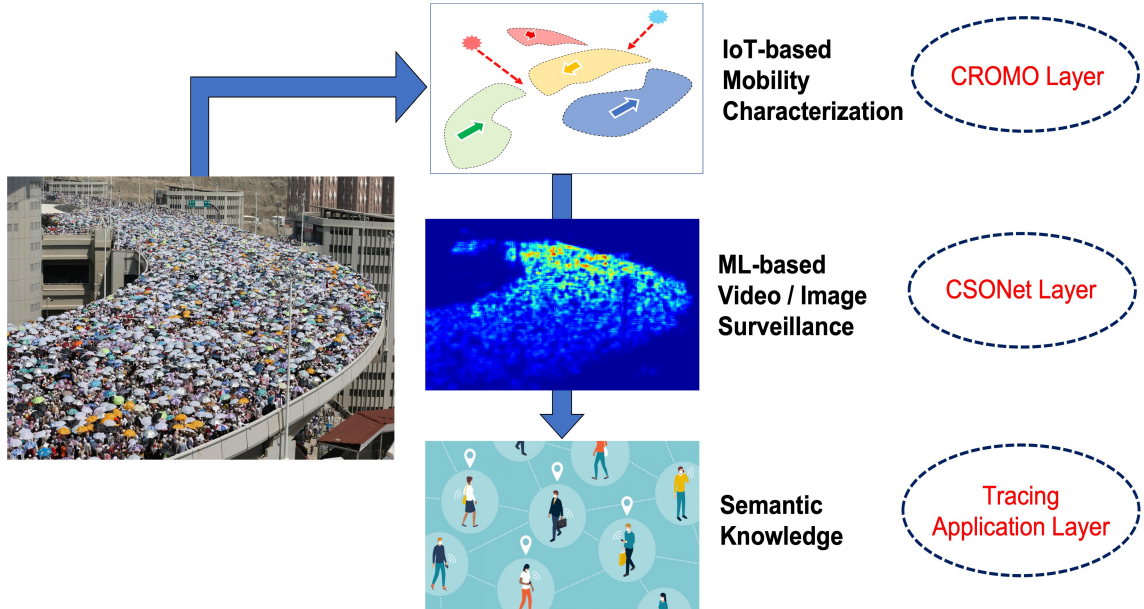 IoT-based
Mobility
Characterization
CROMO Layer
ML-based
Video / Image
Surveillance
CSONet Layer
Semantic
Knowledge
Tracing
Application Layer